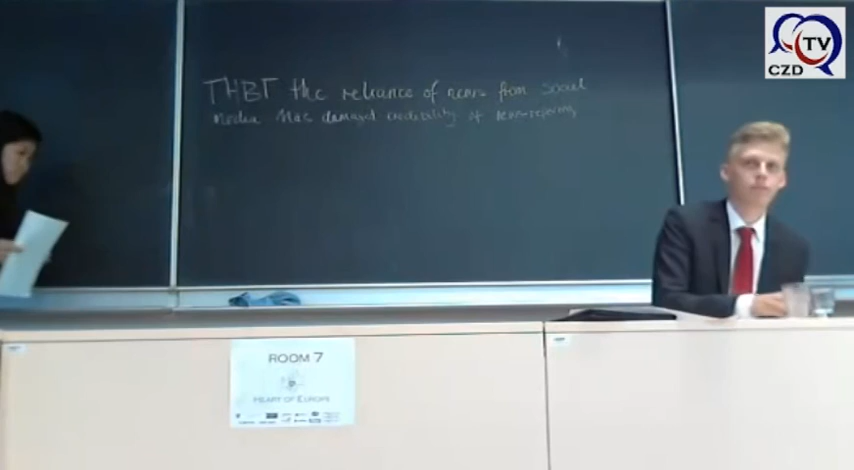 TV
CZD
THBT the reliance of news from social
media has damaged credibility of
ROOM 7
HEART OF EUROPE